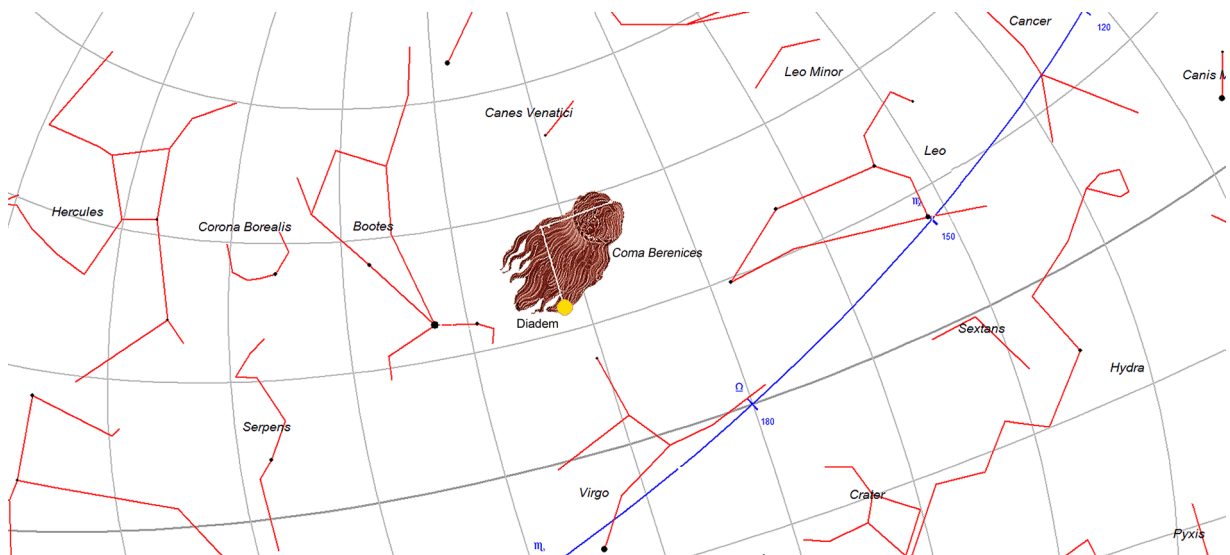 Cancer
120
Leo Minor
Canis M
Canes Venatici
Leo
♏
150
Hercules
Corona Borealis
Bootes
Coma Berenices
Diadem
Sextans
Hydra
Ω
180
Serpens
Virgo
Crater
Pyxis
♏